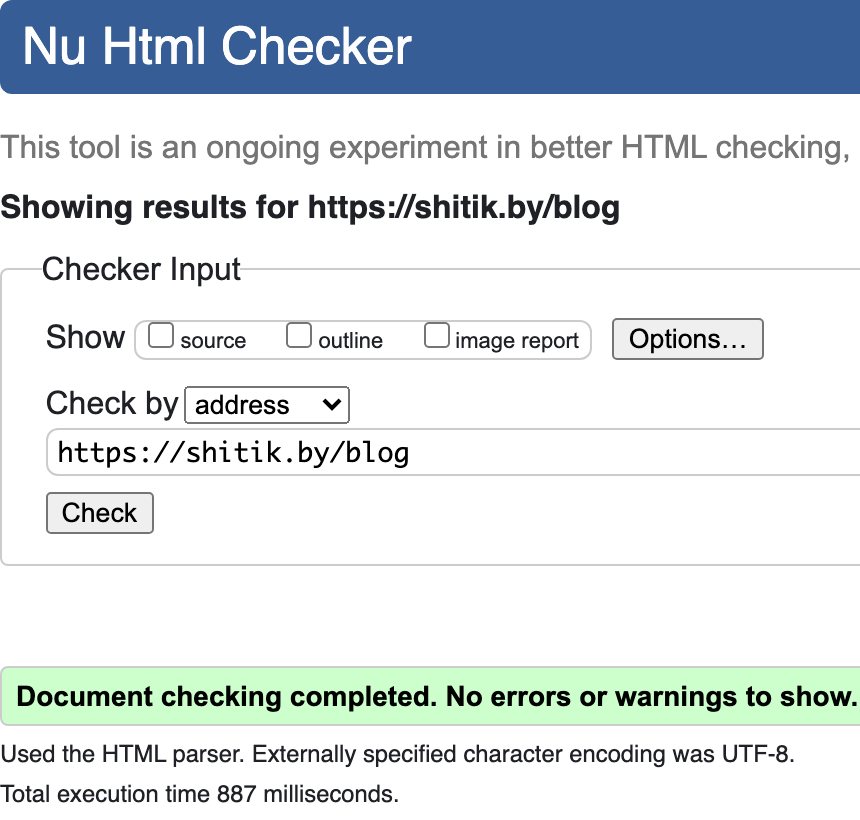 Nu Html Checker
This tool is an ongoing experiment in better HTML checking,
Showing results for https://shitik.by/blog
Checker Input
Show source outline image report Options…
Check by address
https://shitik.by/blog
Check
Document checking completed. No errors or warnings to show.
Used the HTML parser. Externally specified character encoding was UTF-8.
Total execution time 887 milliseconds.